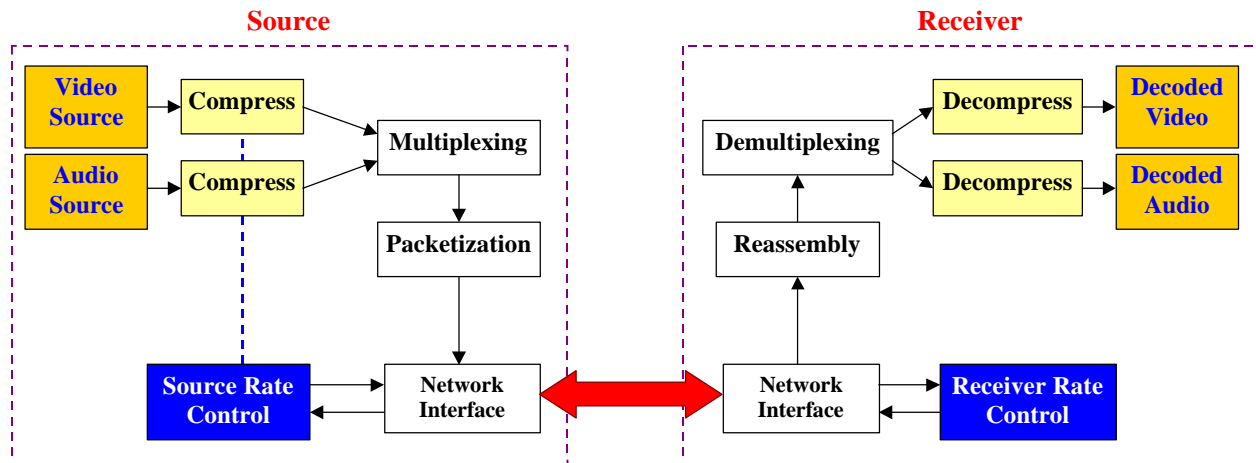 Source
Video
Source
Compress
Audio
Source
Compress
Multiplexing
Packetization
Source Rate
Control
Network
Interface
Receiver
Demultiplexing
Decompress
Decoded
Video
Decompress
Decoded
Audio
Reassembly
Network
Interface
Receiver Rate
Control